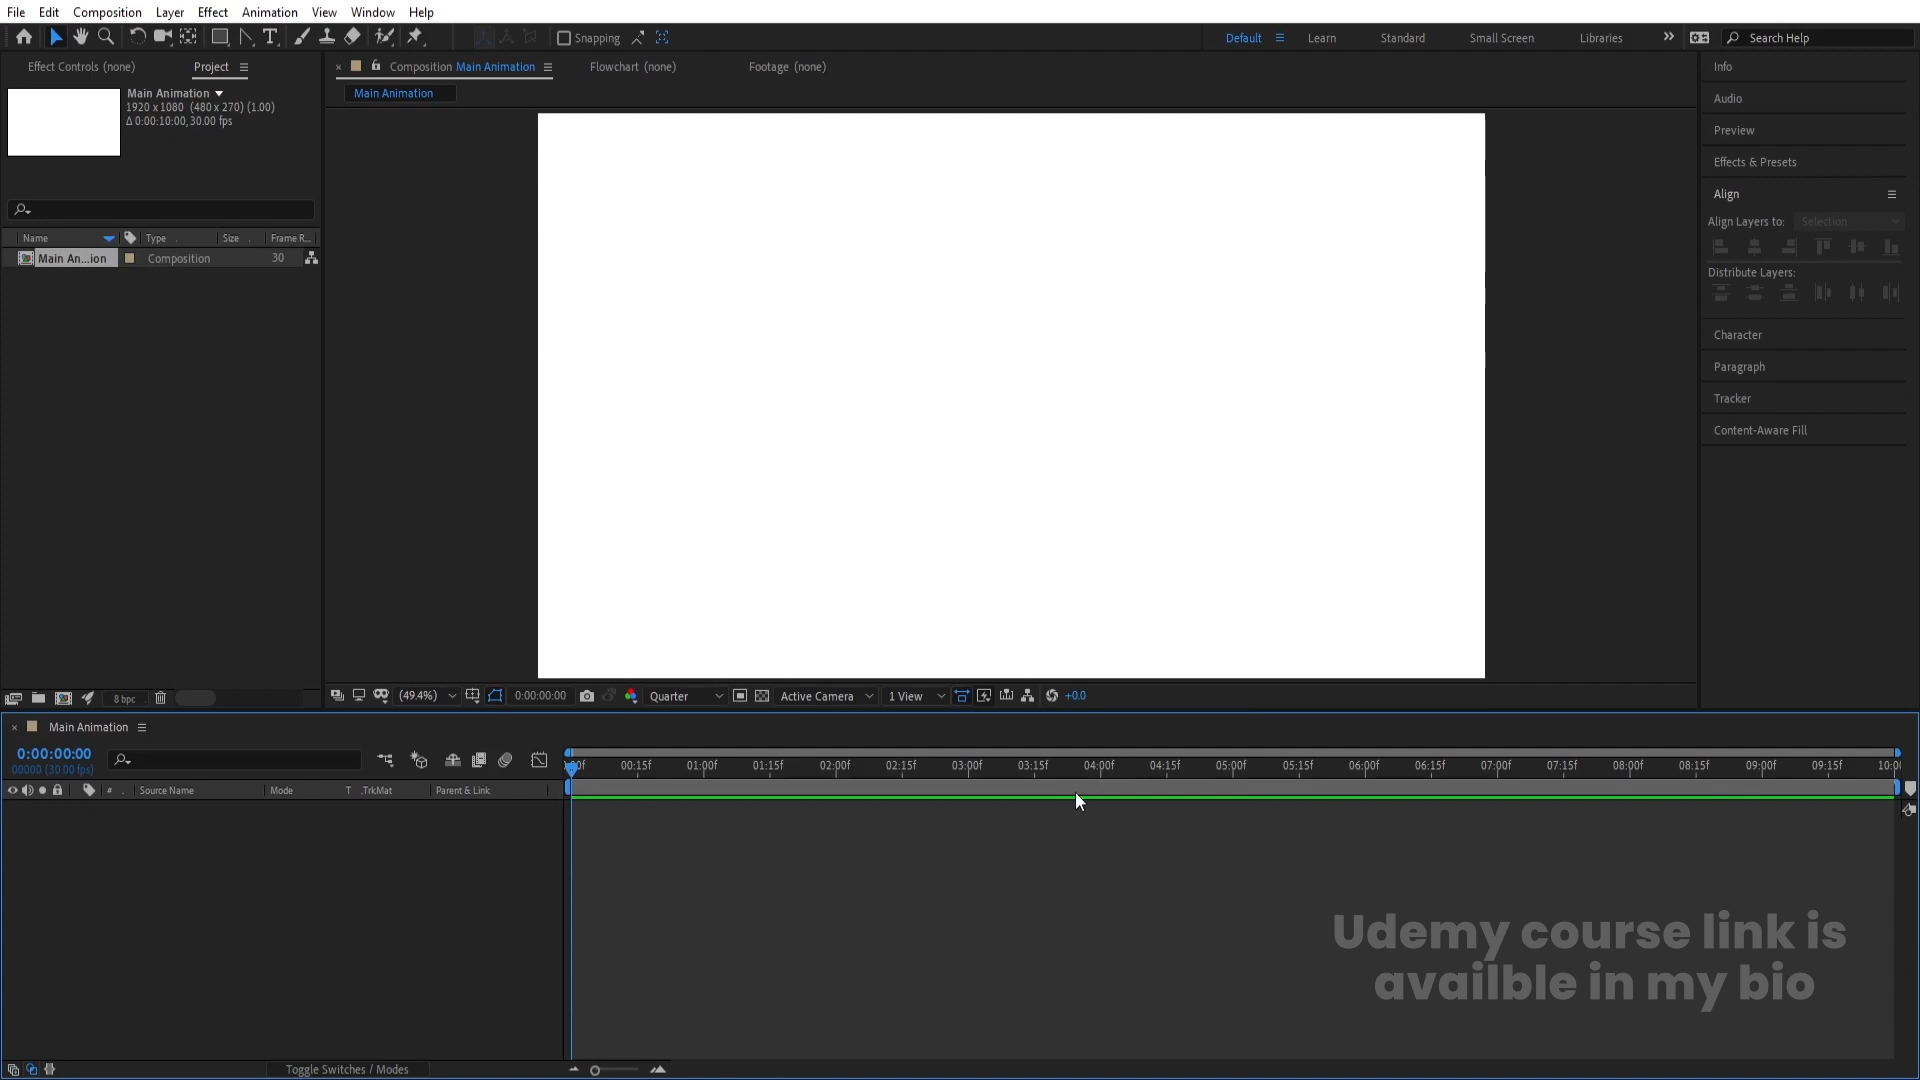 File Edit Composition Layer Effect Animation View Window Help
Snapping
Default Learn Standard Small Screen Libraries Search Help
Effect Controls (none) Project
Composition Main Animation Flowchart (none) Footage (none)
Main Animation
Main Animation
1920 x 1080 (480 x 270) (1.00)
Δ 0:00:10:00, 30.00 fps
Name Type Size Frame R...
Main An...ion Composition 30
Info
Audio
Preview
Effects & Presets
Align
Align Layers to: Selection
Distribute Layers:
Character
Paragraph
Tracker
Content-Aware Fill
8 bpc
(49.4%) 0:00:00:00 Quarter Active Camera 1 View +0.0
Main Animation
0:00:00:00
00000 (30.00 fps)
00:15f 01:00f 01:15f 02:00f 02:15f 03:00f 03:15f 04:00f 04:15f 05:00f 05:15f 06:00f 06:15f 07:00f 07:15f 08:00f 08:15f 09:00f 09:15f
# Source Name Mode T .TrkMat Parent & Link
Udemy course link is
availble in my bio
Toggle Switches / Modes